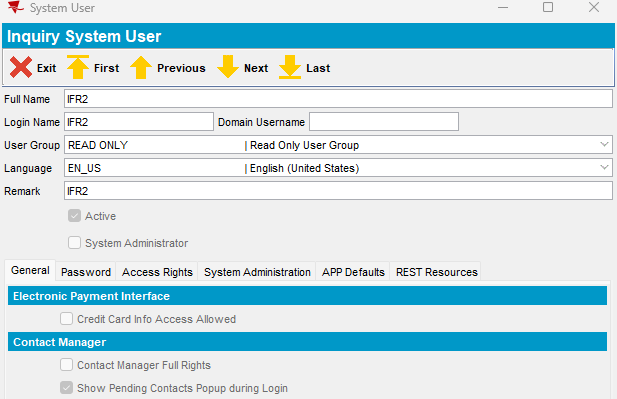 System User
Inquiry System User
Exit First Previous Next Last
Full Name IFR2
Login Name IFR2 Domain Username
User Group READ ONLY | Read Only User Group
Language EN_US | English (United States)
Remark IFR2
Active
System Administrator
General Password Access Rights System Administration APP Defaults REST Resources
Electronic Payment Interface
Credit Card Info Access Allowed
Contact Manager
Contact Manager Full Rights
Show Pending Contacts Popup during Login